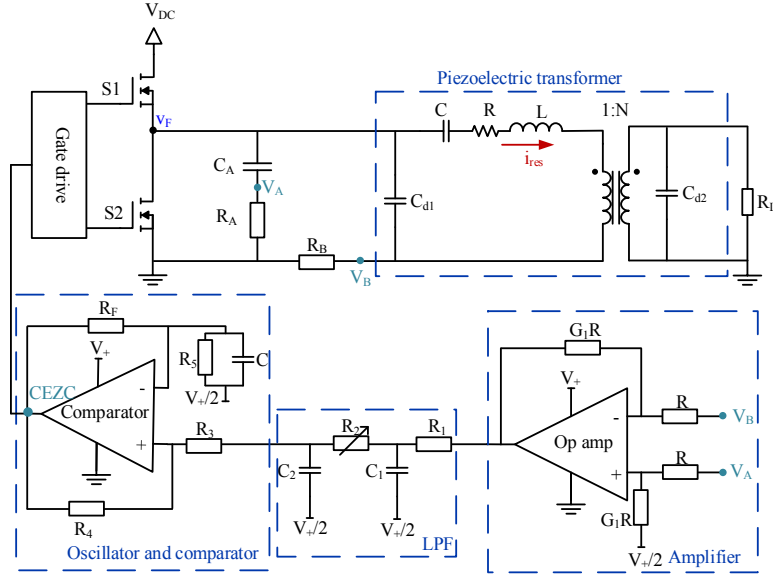 V_DC
S1
Piezoelectric transformer
Gate drive
v_F
C
R
L
1:N
i_res
C_A
V_A
C_d1
C_d2
R_L
S2
R_A
R_B
V_B
R_F
G_1R
V_+
R_5
C
V_+/2
V_+
CEZC
Comparator
-
+
R_3
R_2
R_1
Op amp
-
+
R
V_B
R
V_A
C_2
C_1
G_1R
R_4
V_+/2
V_+/2
V_+/2
Oscillator and comparator
LPF
Amplifier